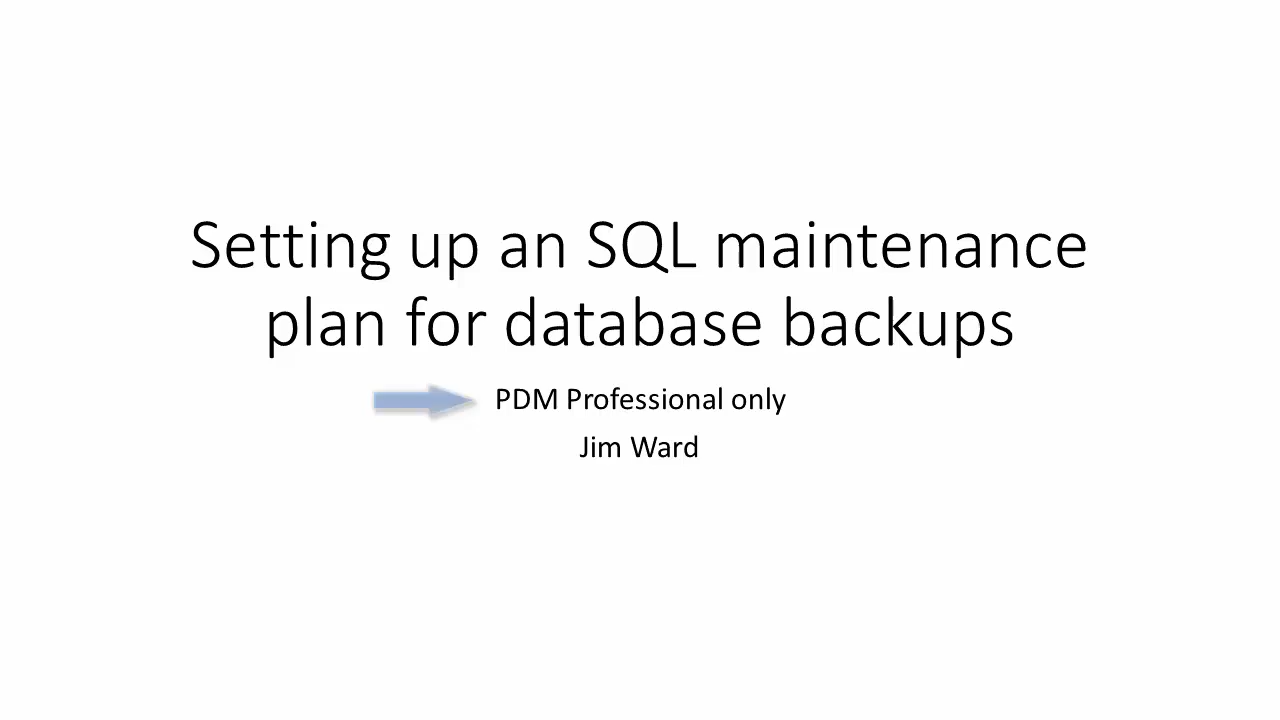 Setting up an SQL maintenance
plan for database backups
PDM Professional only
Jim Ward